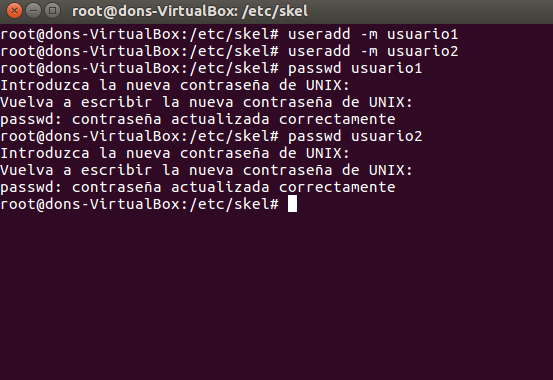 root@dons-VirtualBox: /etc/skel
root@dons-VirtualBox:/etc/skel# useradd -m usuario1
root@dons-VirtualBox:/etc/skel# useradd -m usuario2
root@dons-VirtualBox:/etc/skel# passwd usuario1
Introduzca la nueva contraseña de UNIX:
Vuelva a escribir la nueva contraseña de UNIX:
passwd: contraseña actualizada correctamente
root@dons-VirtualBox:/etc/skel# passwd usuario2
Introduzca la nueva contraseña de UNIX:
Vuelva a escribir la nueva contraseña de UNIX:
passwd: contraseña actualizada correctamente
root@dons-VirtualBox:/etc/skel#